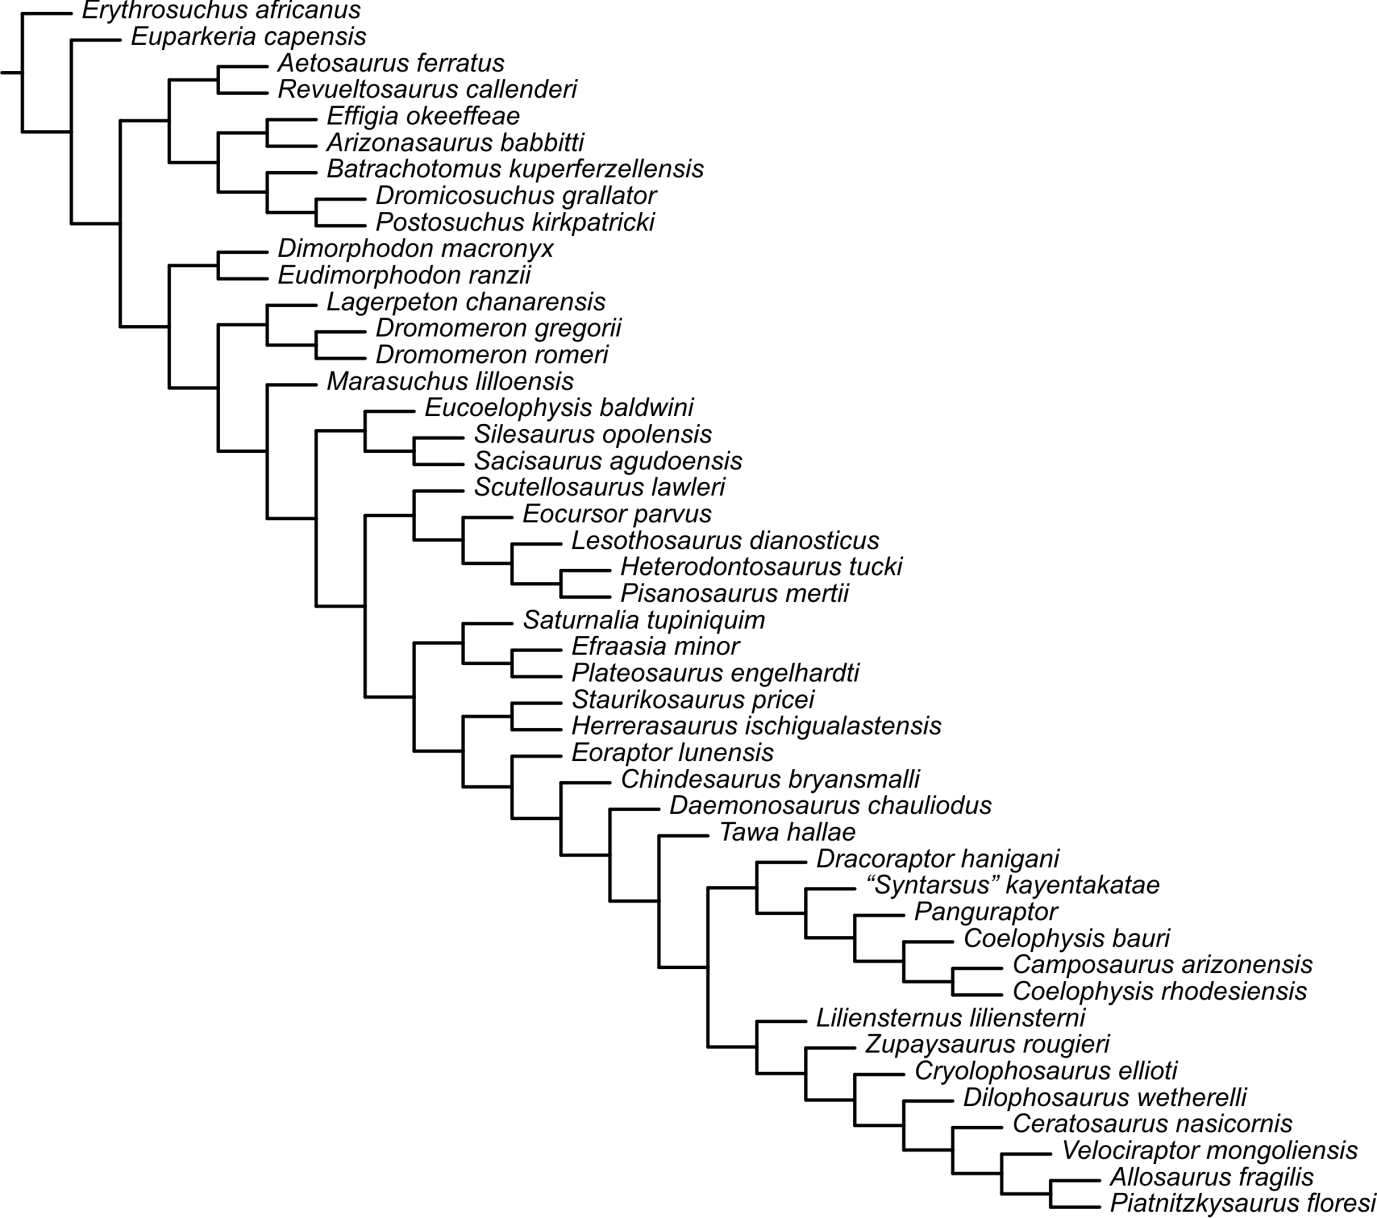 Erythrosuchus africanus
Euparkeria capensis
Aetosaurus ferratus
Revueltosaurus callenderi
Effigia okeeffeae
Arizonasaurus babbitti
Batrachotomus kuperferzellensis
Dromicosuchus grallator
Postosuchus kirkpatricki
Dimorphodon macronyx
Eudimorphodon ranzii
Lagerpeton chanarensis
Dromomeron gregorii
Dromomeron romeri
Marasuchus lilloensis
Eucoelophysis baldwini
Silesaurus opolensis
Sacisaurus agudoensis
Scutellosaurus lawleri
Eocursor parvus
Lesothosaurus dianosticus
Heterodontosaurus tucki
Pisanosaurus mertii
Saturnalia tupiniquim
Efraasia minor
Plateosaurus engelhardti
Staurikosaurus pricei
Herrerasaurus ischigualastensis
Eoraptor lunensis
Chindesaurus bryansmalli
Daemonosaurus chauliodus
Tawa hallae
Dracoraptor hanigani
“Syntarsus” kayentakatae
Panguraptor
Coelophysis bauri
Camposaurus arizonensis
Coelophysis rhodesiensis
Liliensternus liliensterni
Zupaysaurus rougieri
Cryolophosaurus ellioti
Dilophosaurus wetherelli
Ceratosaurus nasicornis
Velociraptor mongoliensis
Allosaurus fragilis
Piatnitzkysaurus floresi